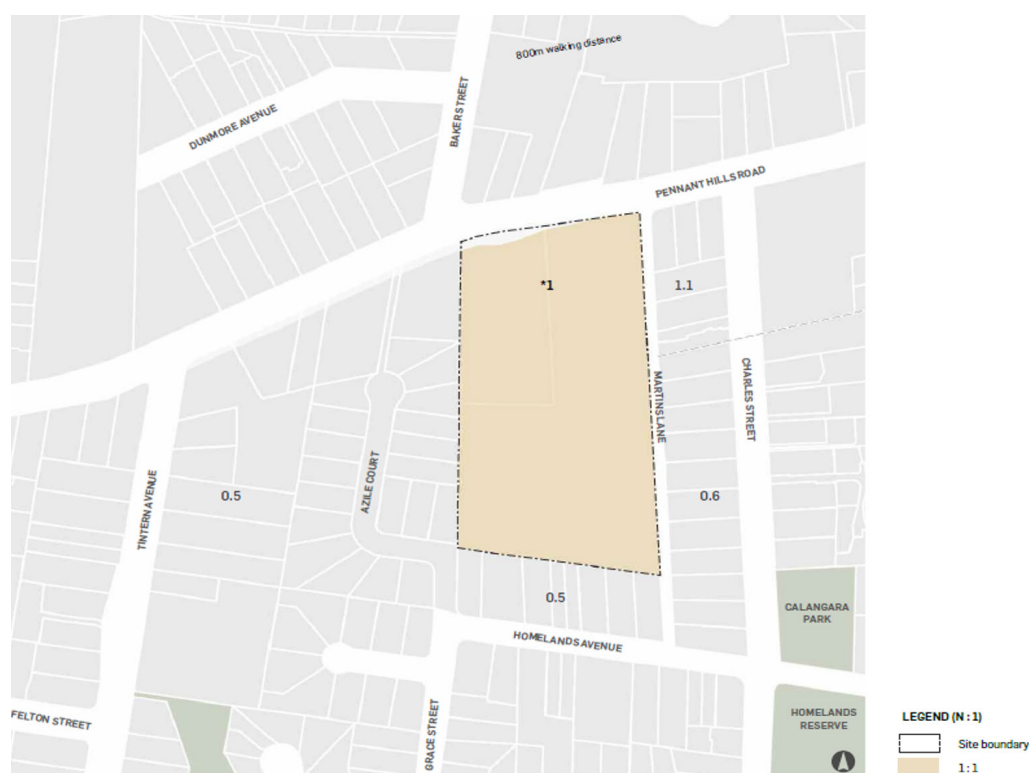 800m walking distance
DUNMORE AVENUE
BAKER STREET
PENNANT HILLS ROAD
*1
1.1
MARTINS LANE
CHARLES STREET
TINTERN AVENUE
0.5
AZILE COURT
0.6
0.5
HOMELANDS AVENUE
CALANGARA
PARK
FELTON STREET
GRACE STREET
HOMELANDS
RESERVE
LEGEND (N : 1)
Site boundary
1 : 1